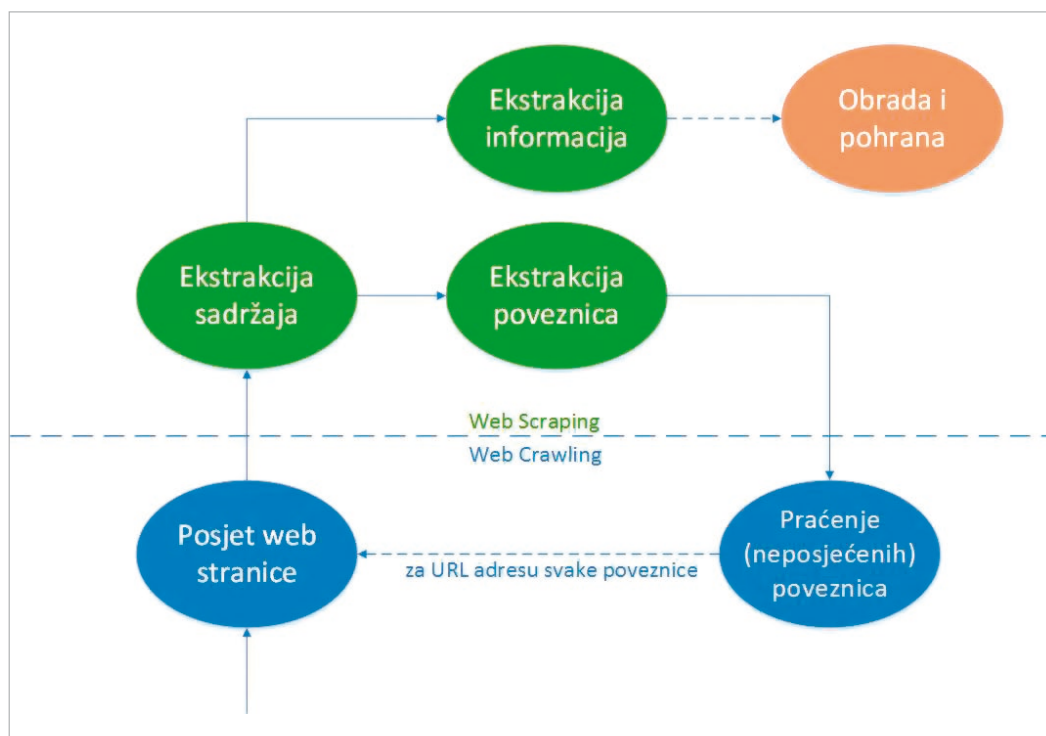 Ekstrakcija
informacija
Obrada i
pohrana
Ekstrakcija
sadržaja
Ekstrakcija
poveznica
Web Scraping
Web Crawling
Posjet web
stranice
za URL adresu svake poveznice
Praćenje
(neposjećenih)
poveznica